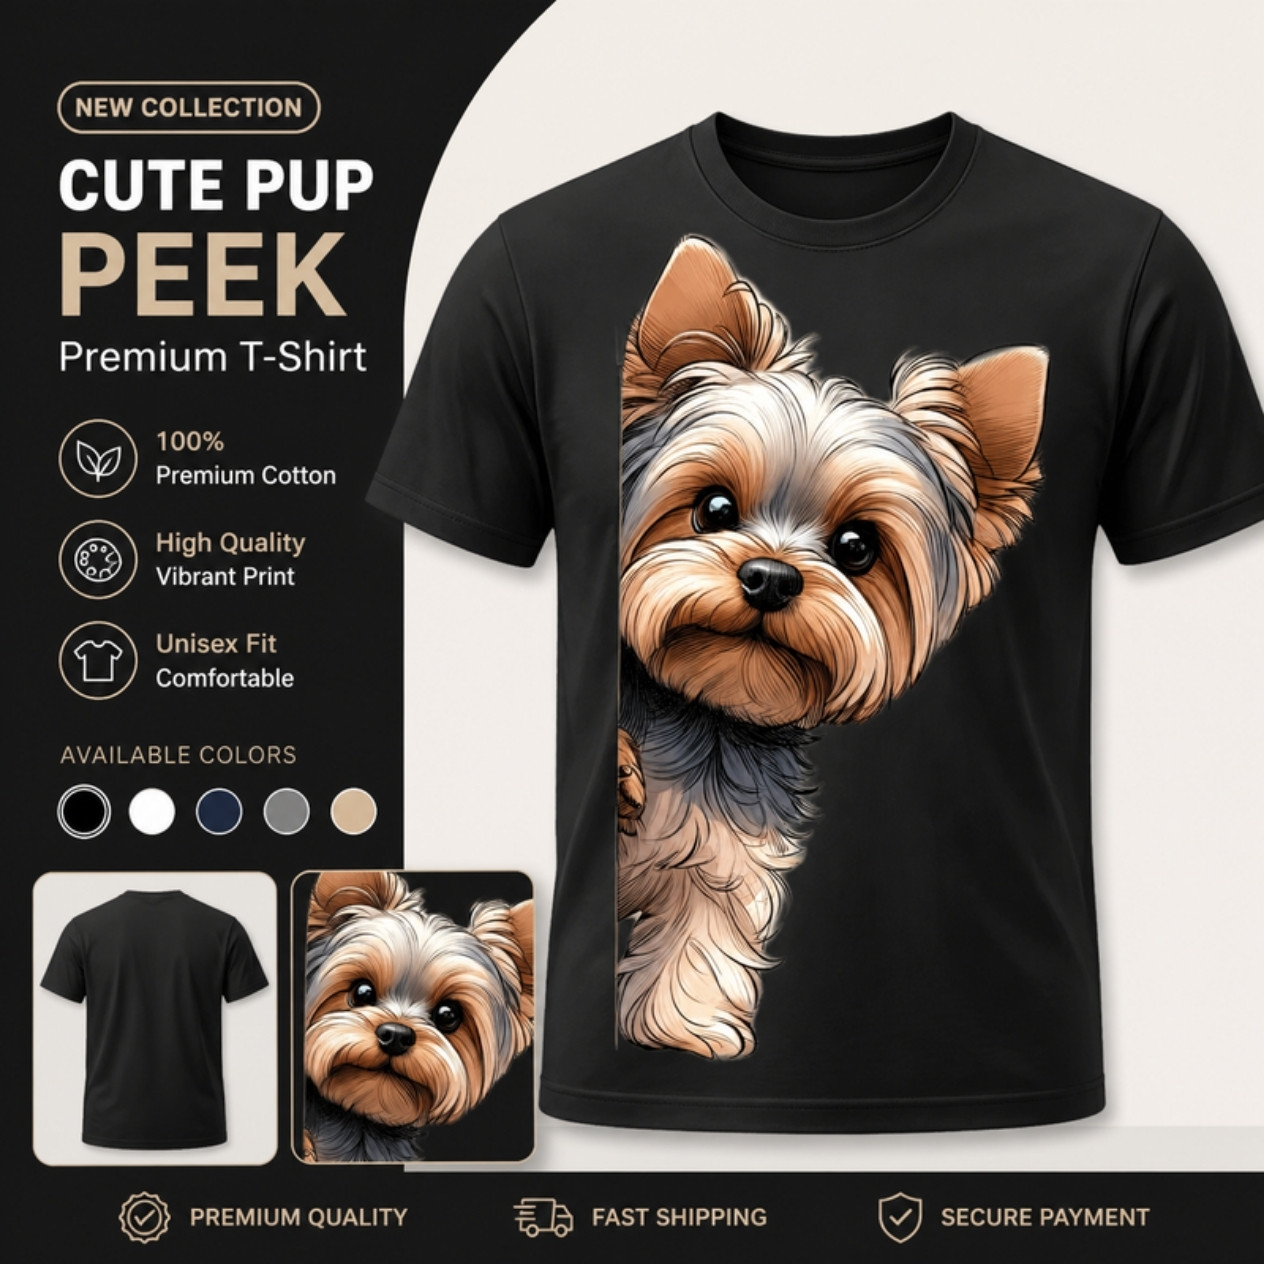 NEW COLLECTION
CUTE PUP
PEEK
Premium T-Shirt
100%
Premium Cotton
High Quality
Vibrant Print
Unisex Fit
Comfortable
AVAILABLE COLORS
PREMIUM QUALITY
FAST SHIPPING
SECURE PAYMENT